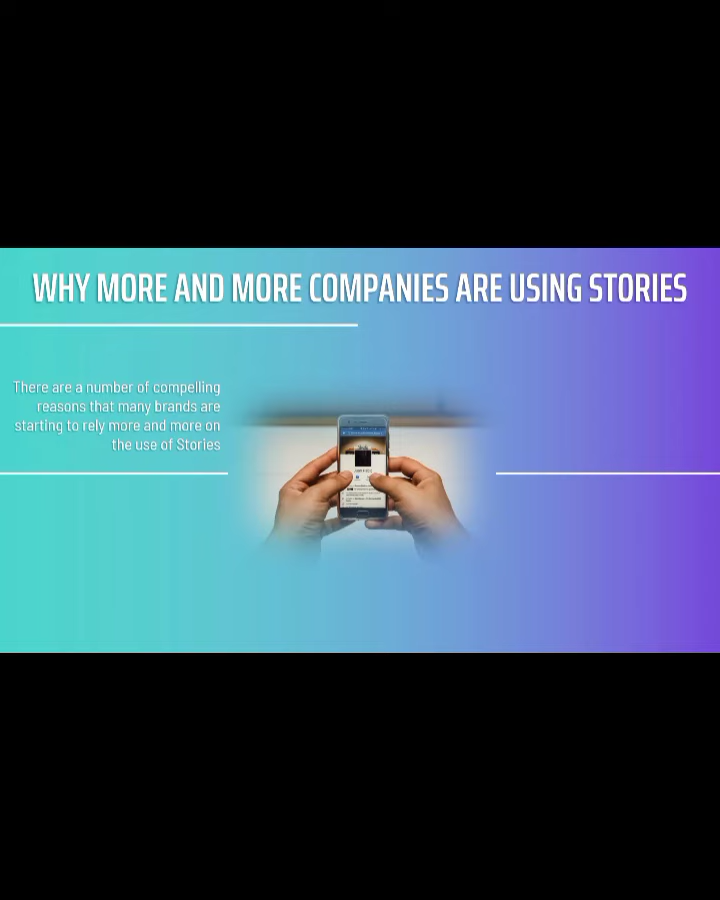 WHY MORE AND MORE COMPANIES ARE USING STORIES
There are a number of compelling
reasons that many brands are
starting to rely more and more on
the use of Stories